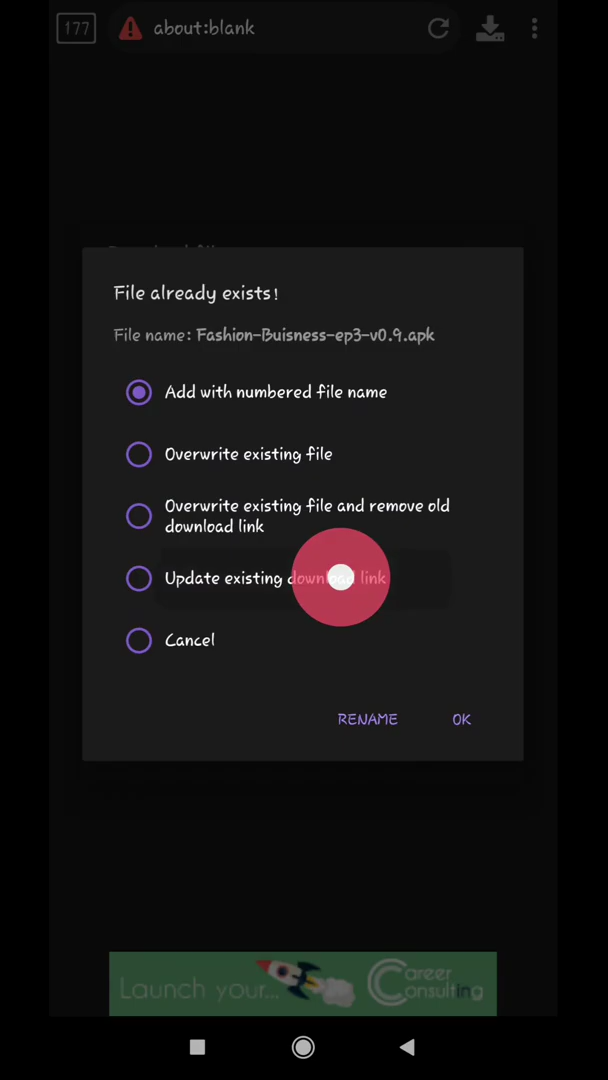 177
about:blank
File already exists!
File name: Fashion-Buisness-ep3-v0.9.apk
Add with numbered file name
Overwrite existing file
Overwrite existing file and remove old
download link
Update existing download link
Cancel
RENAME OK
Launch your...
Career
Consulting